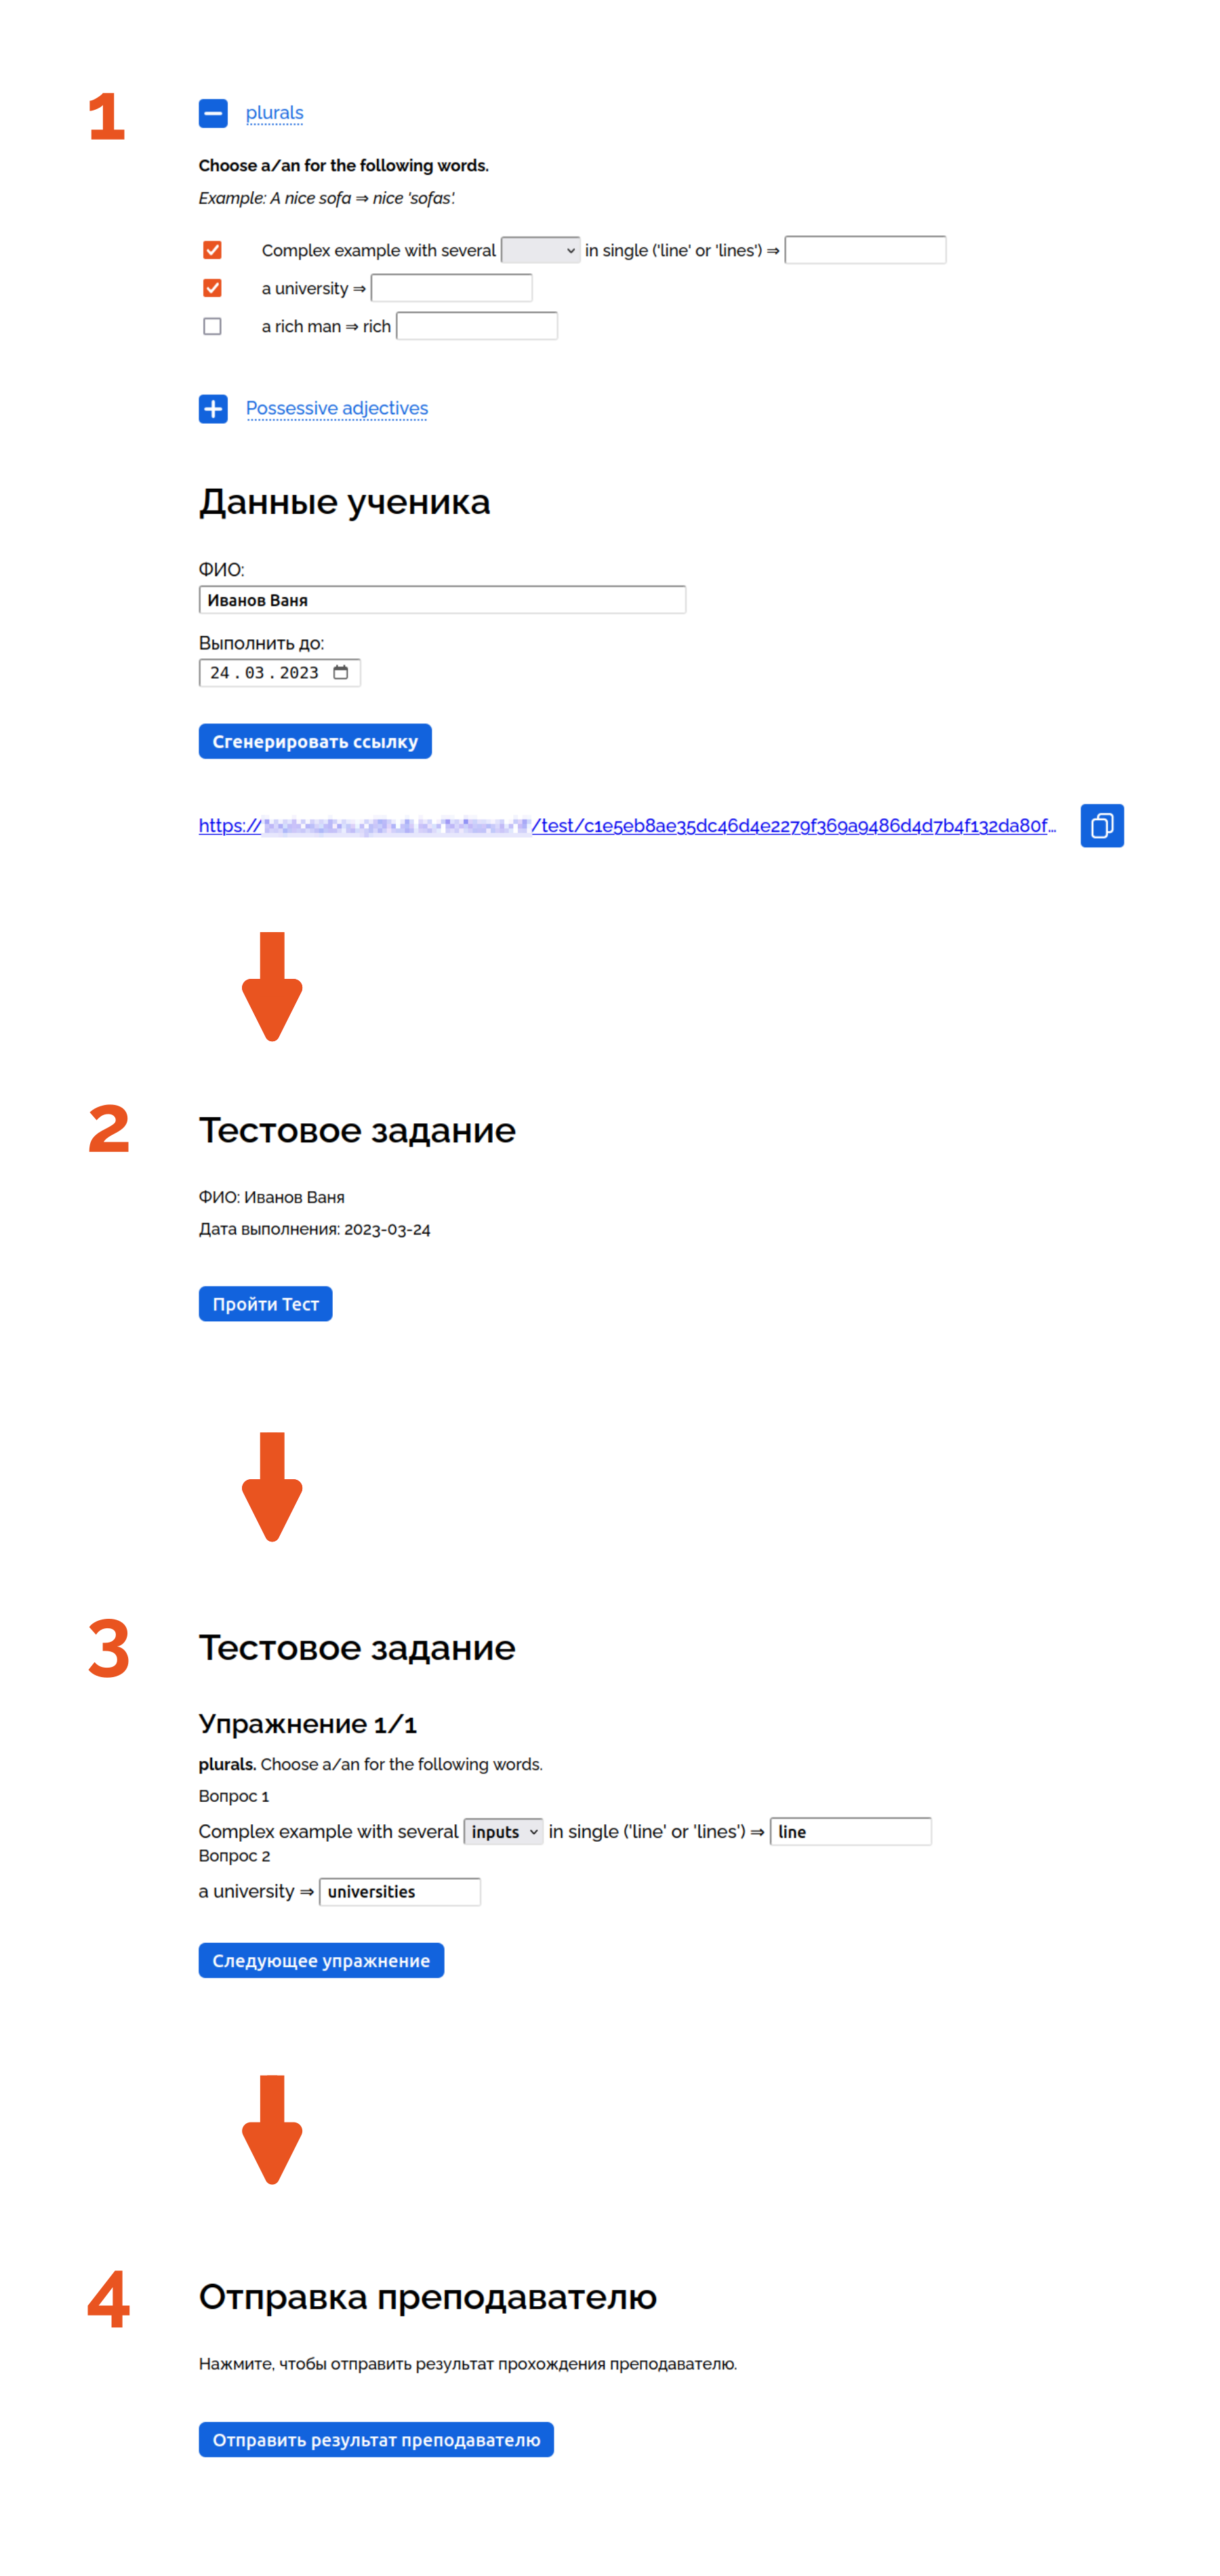 1
plurals
Choose a/an for the following words.
Example: A nice sofa ⇒ nice 'sofas'.
Complex example with several in single ('line' or 'lines') ⇒
a university ⇒
a rich man ⇒ rich
Possessive adjectives
Данные ученика
ФИО:
Иванов Ваня
Выполнить до:
24.03.2023
Сгенерировать ссылку
https:// /test/c1e5eb8ae35dc46d4e2279f369a9486d4d7b4f132da80f…
2
Тестовое задание
ФИО: Иванов Ваня
Дата выполнения: 2023-03-24
Пройти Тест
3
Тестовое задание
Упражнение 1/1
plurals. Choose a/an for the following words.
Вопрос 1
Complex example with several inputs in single ('line' or 'lines') ⇒ line
Вопрос 2
a university ⇒ universities
Следующее упражнение
4
Отправка преподавателю
Нажмите, чтобы отправить результат прохождения преподавателю.
Отправить результат преподавателю